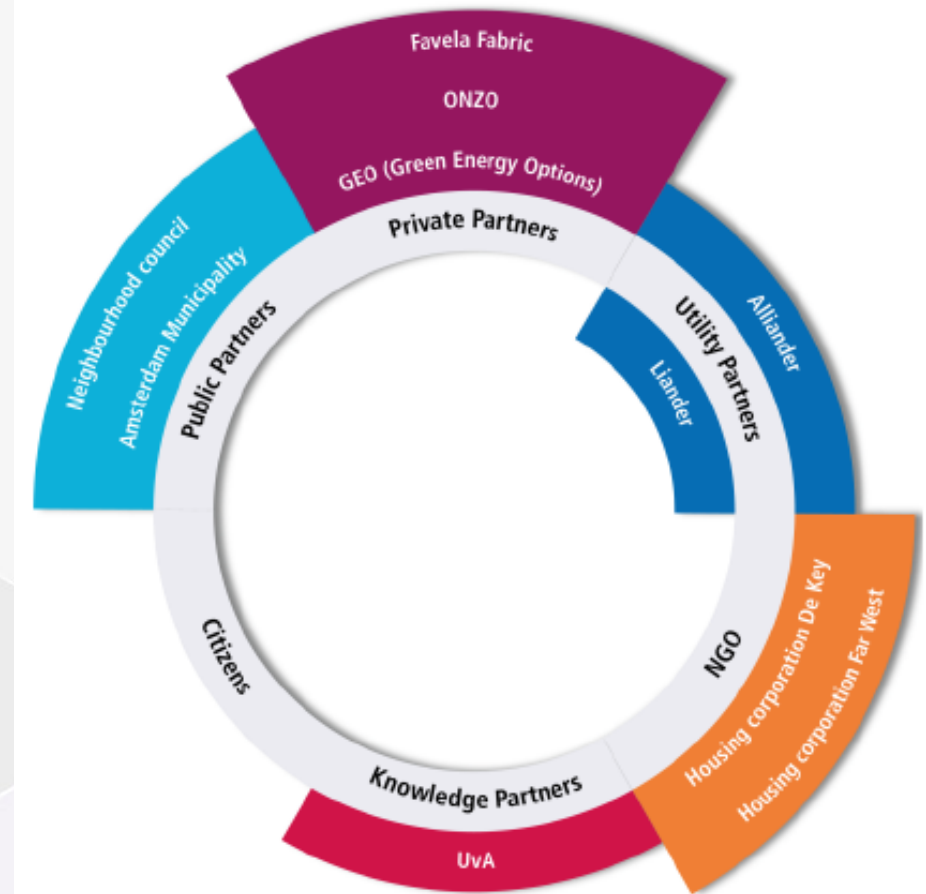 Favela Fabric
ONZO
GEO (Green Energy Options)
Private Partners
Neighbourhood council
Amsterdam Municipality
Public Partners
Utility Partners
Alliander
Liander
Citizens
NGO
Housing corporation De Key
Housing corporation Far West
Knowledge Partners
UvA